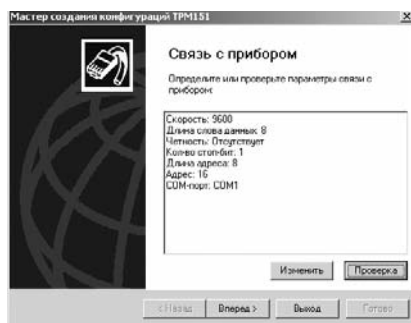 Мастер создания конфигураций ТРМ151
Связь с прибором
Определите или проверьте параметры связи с
прибором:
Скорость: 9600
Длина слова данных: 8
Четность: Отсутствует
Кол-во стоп-бит: 1
Длина адреса: 8
Адрес: 16
COM-порт: COM1
Изменить
Проверка
< Назад
Вперед >
Выход
Готово